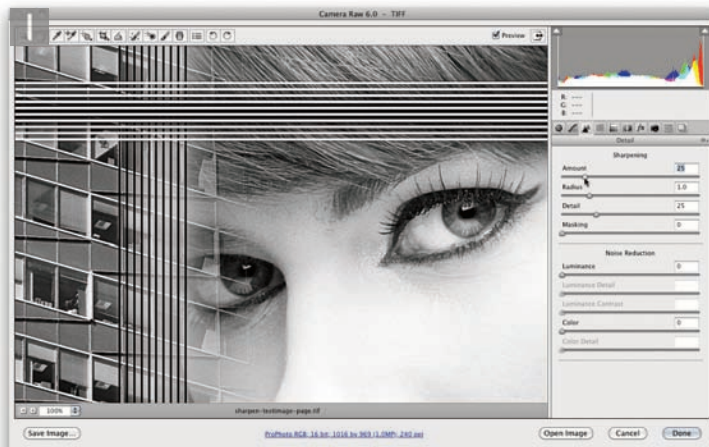 1
Camera Raw 6.0 - TIFF
Preview
R: ---
G: ---
B: ---
Detail
Sharpening
Amount 25
Radius 1.0
Detail 25
Masking 0
Noise Reduction
Luminance 0
Luminance Detail
Luminance Contrast
Color 0
Color Detail
100%
sharpen-testimage-page.tif
Save Image...
ProPhoto RGB; 16 bit; 1016 by 969 (1.0MP); 240 ppi
Open Image
Cancel
Done